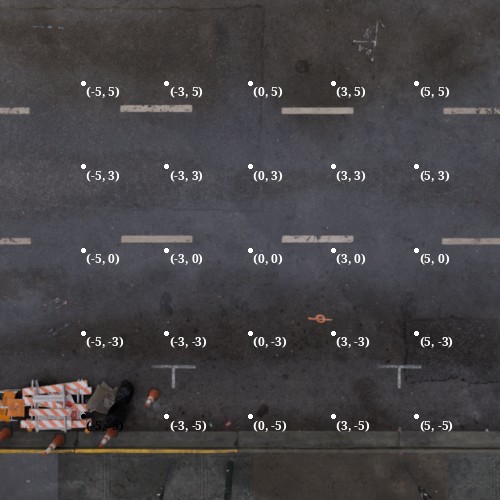 (-5, 5) (-3, 5) (0, 5) (3, 5) (5, 5)
(-5, 3) (-3, 3) (0, 3) (3, 3) (5, 3)
(-5, 0) (-3, 0) (0, 0) (3, 0) (5, 0)
(-5, -3) (-3, -3) (0, -3) (3, -3) (5, -3)
(-5, -5) (-3, -5) (0, -5) (3, -5) (5, -5)